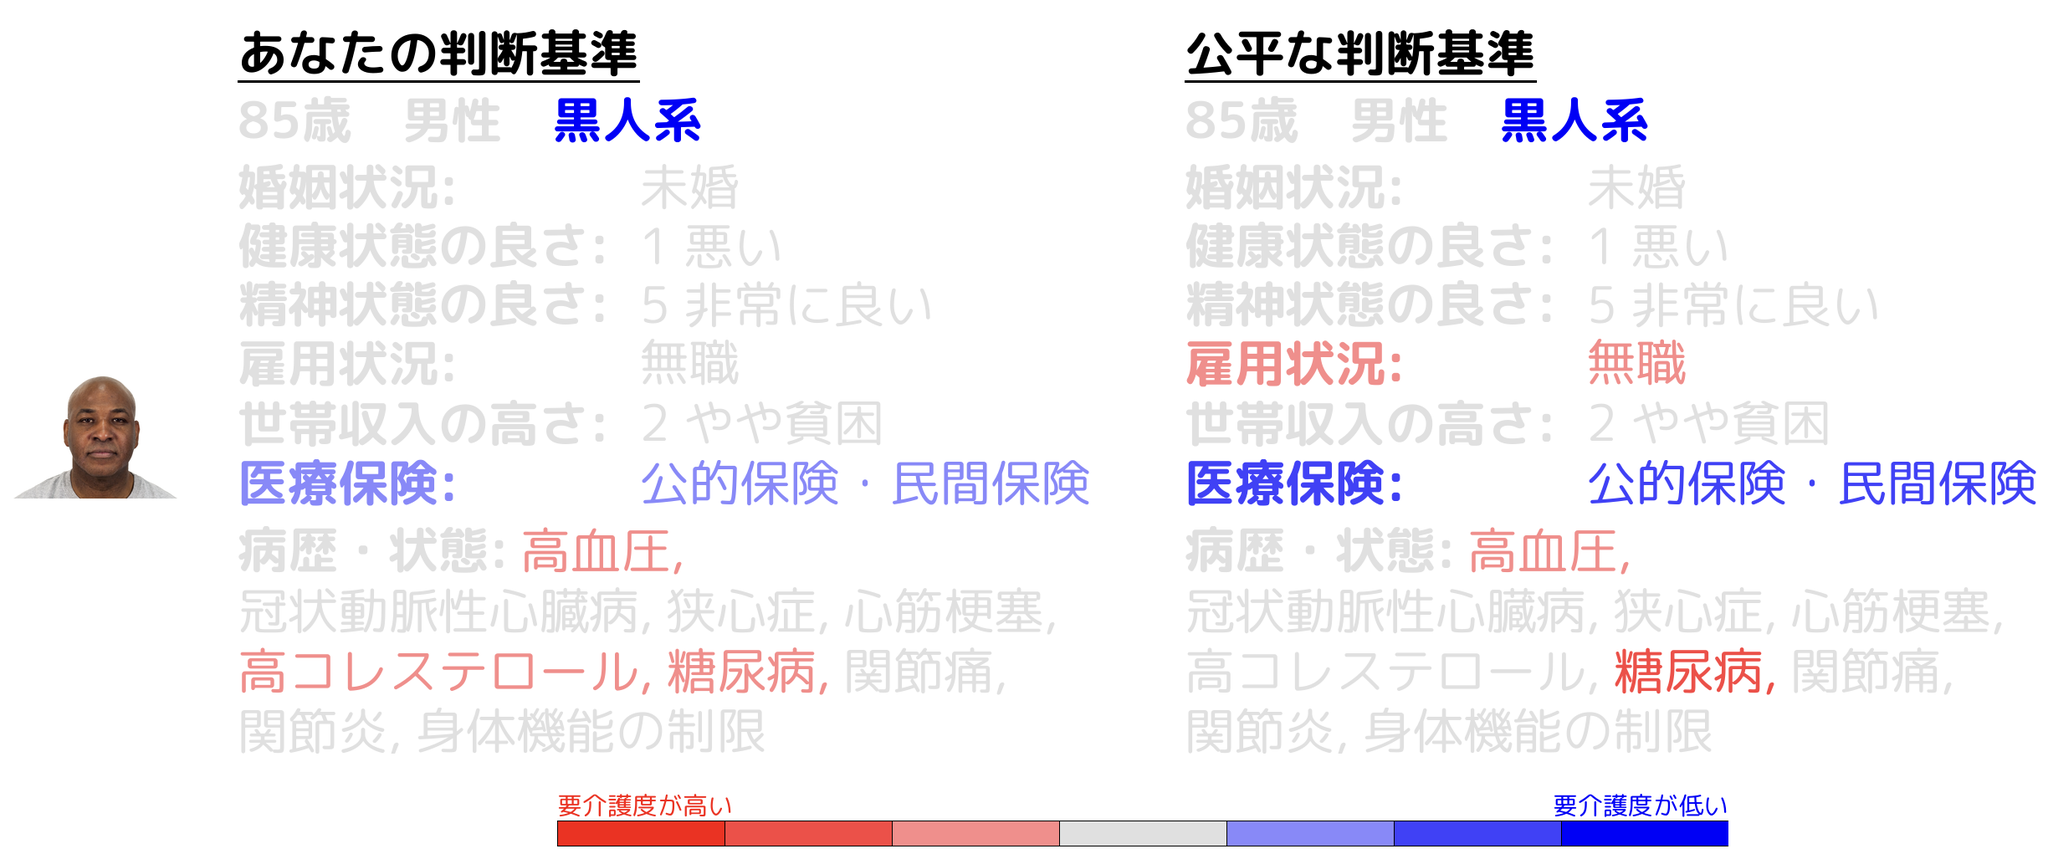 あなたの判断基準
85歳 男性 黒人系
婚姻状況: 未婚
健康状態の良さ: 1 悪い
精神状態の良さ: 5 非常に良い
雇用状況: 無職
世帯収入の高さ: 2 やや貧困
医療保険: 公的保険・民間保険
病歴・状態: 高血圧,
冠状動脈性心臓病, 狭心症, 心筋梗塞,
高コレステロール, 糖尿病, 関節痛,
関節炎, 身体機能の制限
公平な判断基準
85歳 男性 黒人系
婚姻状況: 未婚
健康状態の良さ: 1 悪い
精神状態の良さ: 5 非常に良い
雇用状況: 無職
世帯収入の高さ: 2 やや貧困
医療保険: 公的保険・民間保険
病歴・状態: 高血圧,
冠状動脈性心臓病, 狭心症, 心筋梗塞,
高コレステロール, 糖尿病, 関節痛,
関節炎, 身体機能の制限
要介護度が高い
要介護度が低い